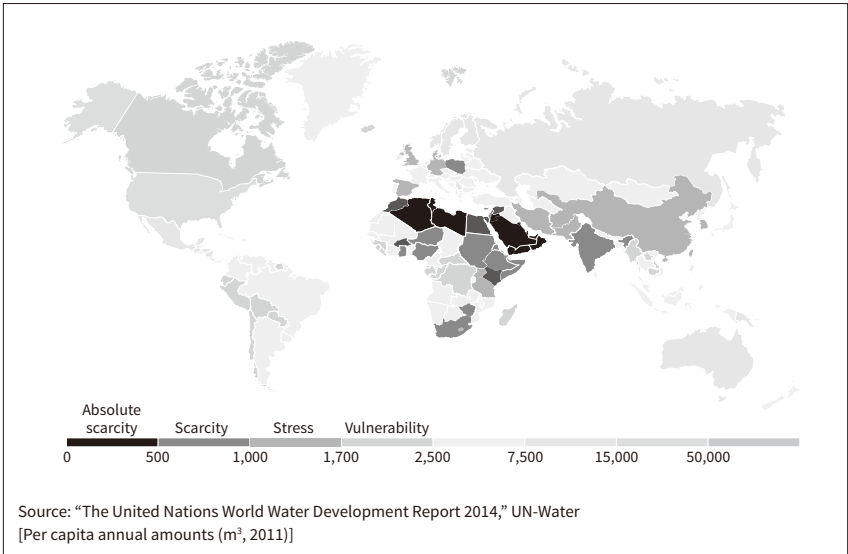 Absolute
scarcity Scarcity Stress Vulnerability
0 500 1,000 1,700 2,500 7,500 15,000 50,000
Source: “The United Nations World Water Development Report 2014,” UN-Water
[Per capita annual amounts (m³, 2011)]